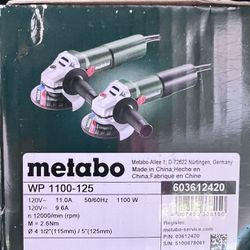 metabo
Metabo-Allee 1; D-72622 Nürtingen, Germany
Made in China;Hecho en
China,Fabriqué en Chine
WP 1100-125
603612420
120V~ 11.0A 50/60Hz 1100 W
120V~ 9.6A
M = 2.6Nm
n 12000/min (rpm)
Ø 4 1/2"(115mm) / 5"(125mm)
metabo-service.com
P/N: 03612420
S/N: